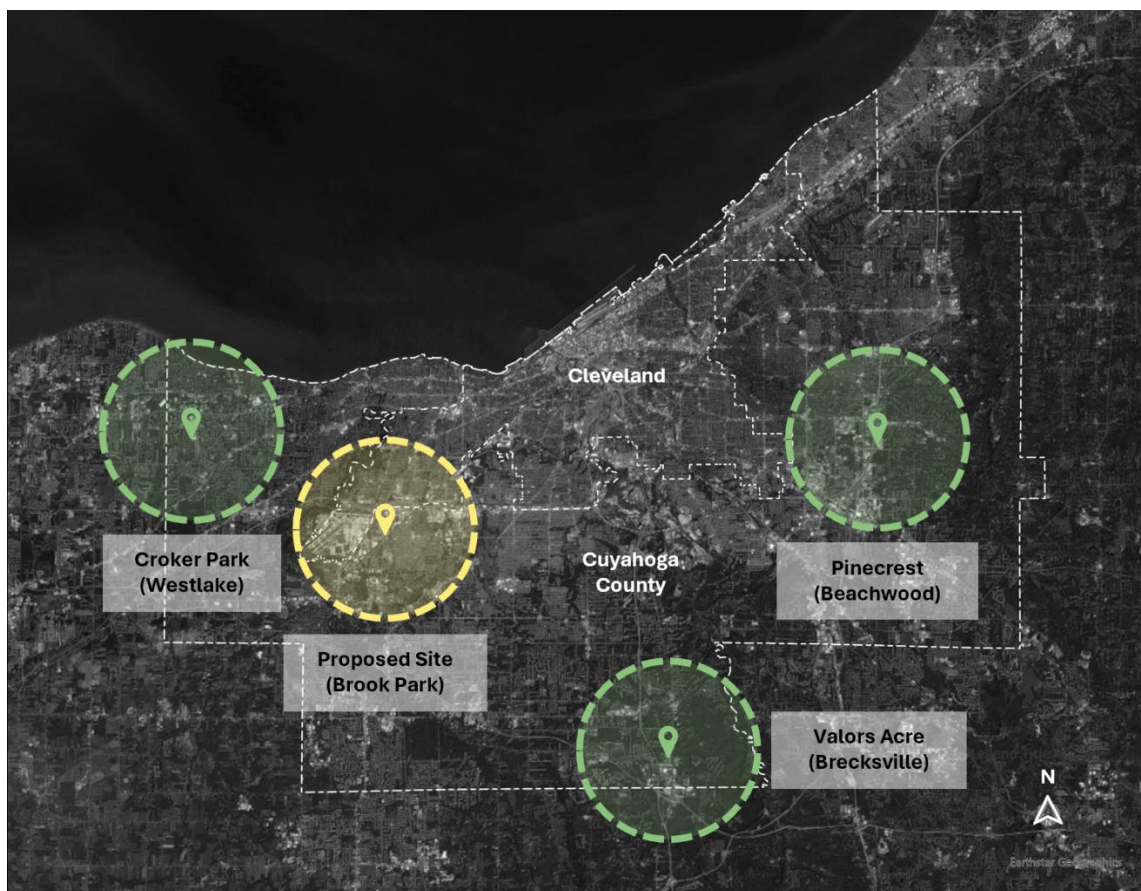 Cleveland
Croker Park
(Westlake)
Cuyahoga
County
Pinecrest
(Beachwood)
Proposed Site
(Brook Park)
Valors Acre
(Brecksville)
N
Earthstar Geographics